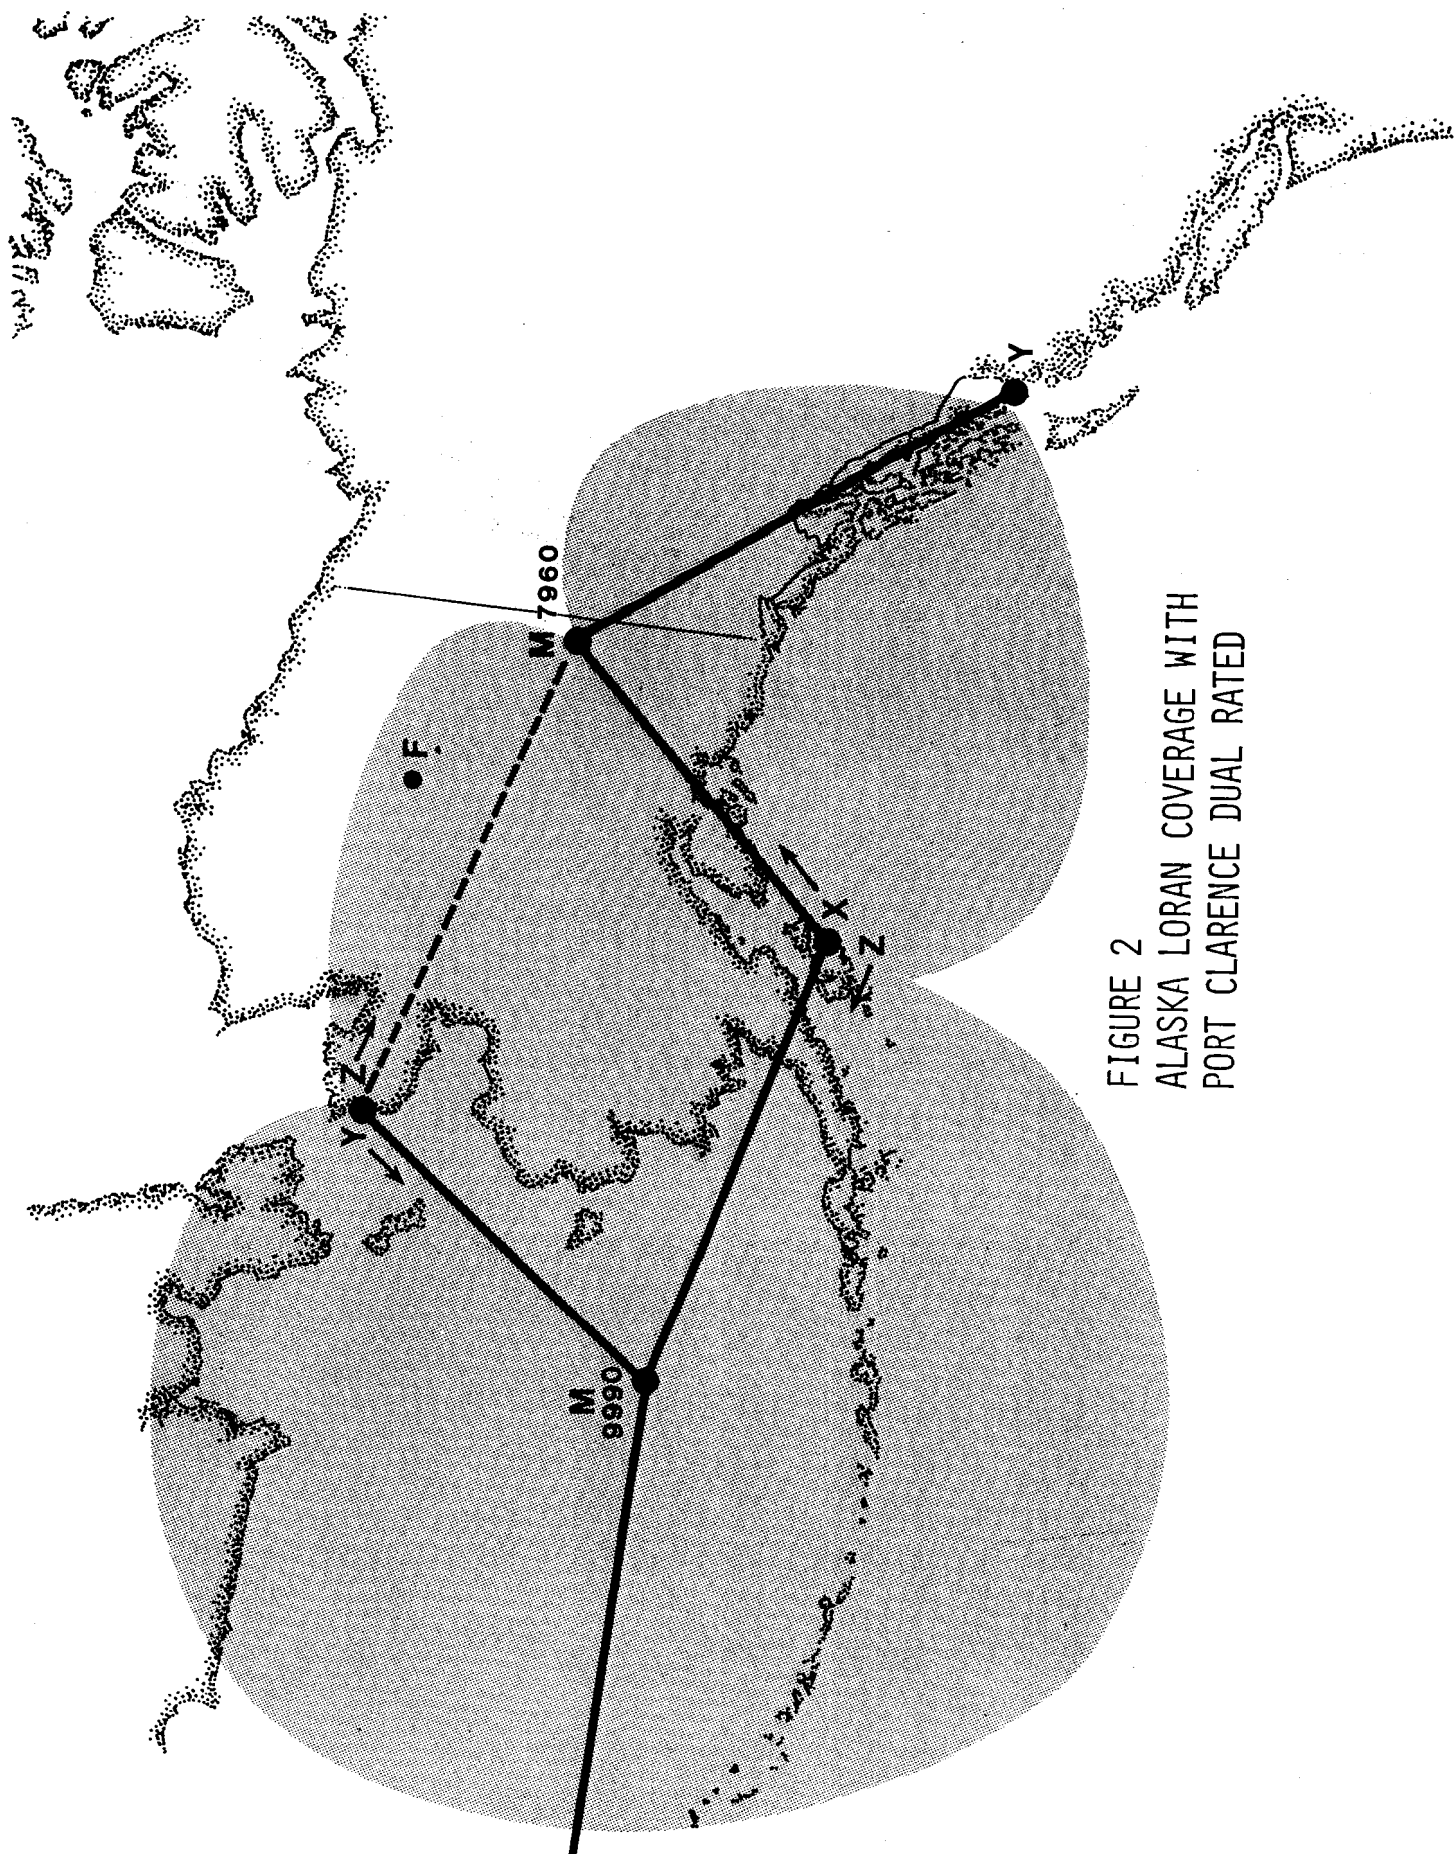 M 7960
F
Y
Z
Y
M
9990
X
Z
FIGURE 2
ALASKA LORAN COVERAGE WITH
PORT CLARENCE DUAL RATED